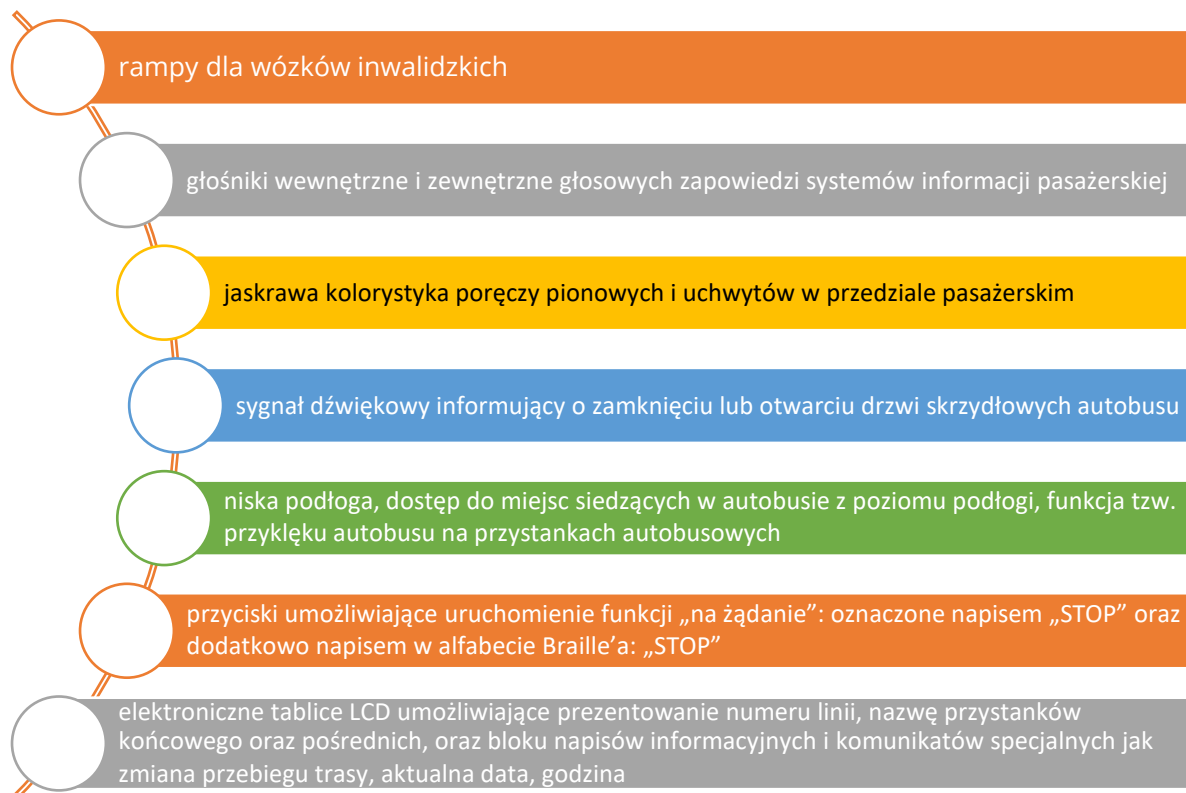 rampy dla wózków inwalidzkich
głośniki wewnętrzne i zewnętrzne głosowych zapowiedzi systemów informacji pasażerskiej
jaskrawa kolorystyka poręczy pionowych i uchwytów w przedziale pasażerskim
sygnał dźwiękowy informujący o zamknięciu lub otwarciu drzwi skrzydłowych autobusu
niska podłoga, dostęp do miejsc siedzących w autobusie z poziomu podłogi, funkcja tzw.
przyklęku autobusu na przystankach autobusowych
przyciski umożliwiające uruchomienie funkcji „na żądanie”: oznaczone napisem „STOP” oraz
dodatkowo napisem w alfabecie Braille’a: „STOP”
elektroniczne tablice LCD umożliwiające prezentowanie numeru linii, nazwę przystanków
końcowego oraz pośrednich, oraz bloku napisów informacyjnych i komunikatów specjalnych jak
zmiana przebiegu trasy, aktualna data, godzina